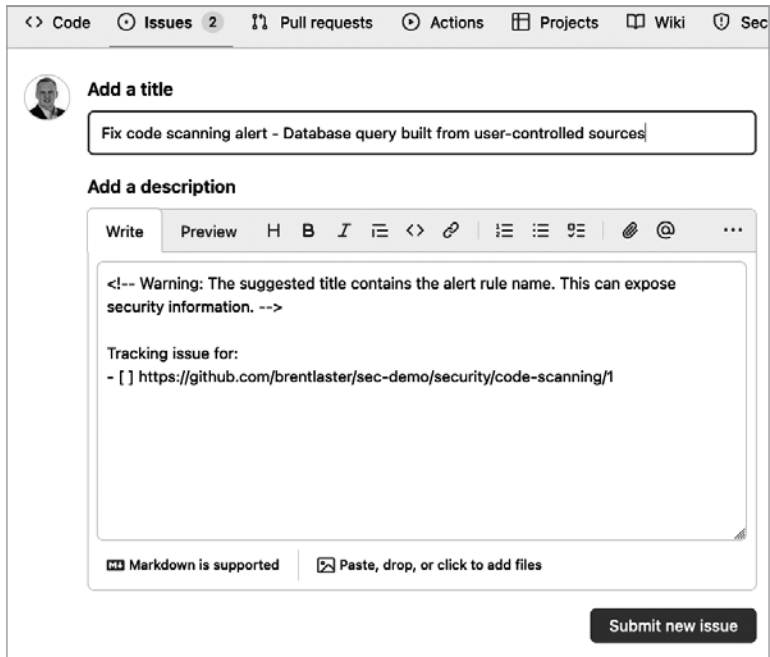 <> Code Issues 2 Pull requests Actions Projects Wiki Sec
Add a title
Fix code scanning alert - Database query built from user-controlled sources
Add a description
Write Preview H B I <> @ ...
<!-- Warning: The suggested title contains the alert rule name. This can expose
security information. -->
Tracking issue for:
- [ ] https://github.com/brentlaster/sec-demo/security/code-scanning/1
Markdown is supported Paste, drop, or click to add files
Submit new issue